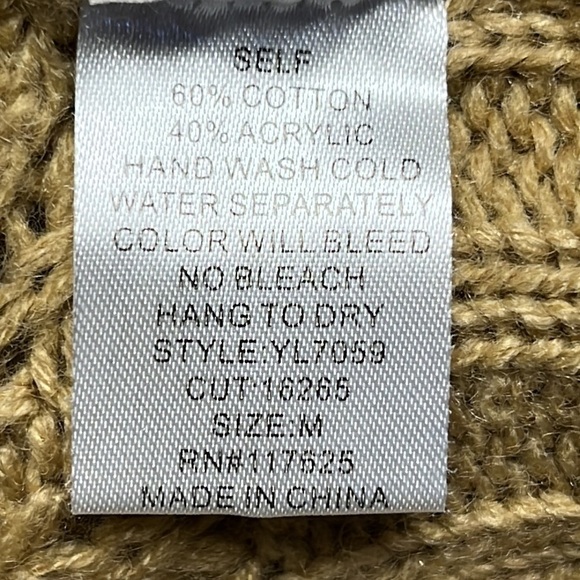 SELF
60% COTTON
40% ACRYLIC
HAND WASH COLD
WATER SEPARATELY
COLOR WILL BLEED
NO BLEACH
HANG TO DRY
STYLE:YL7059
CUT:16265
SIZE:M
RN#117625
MADE IN CHINA